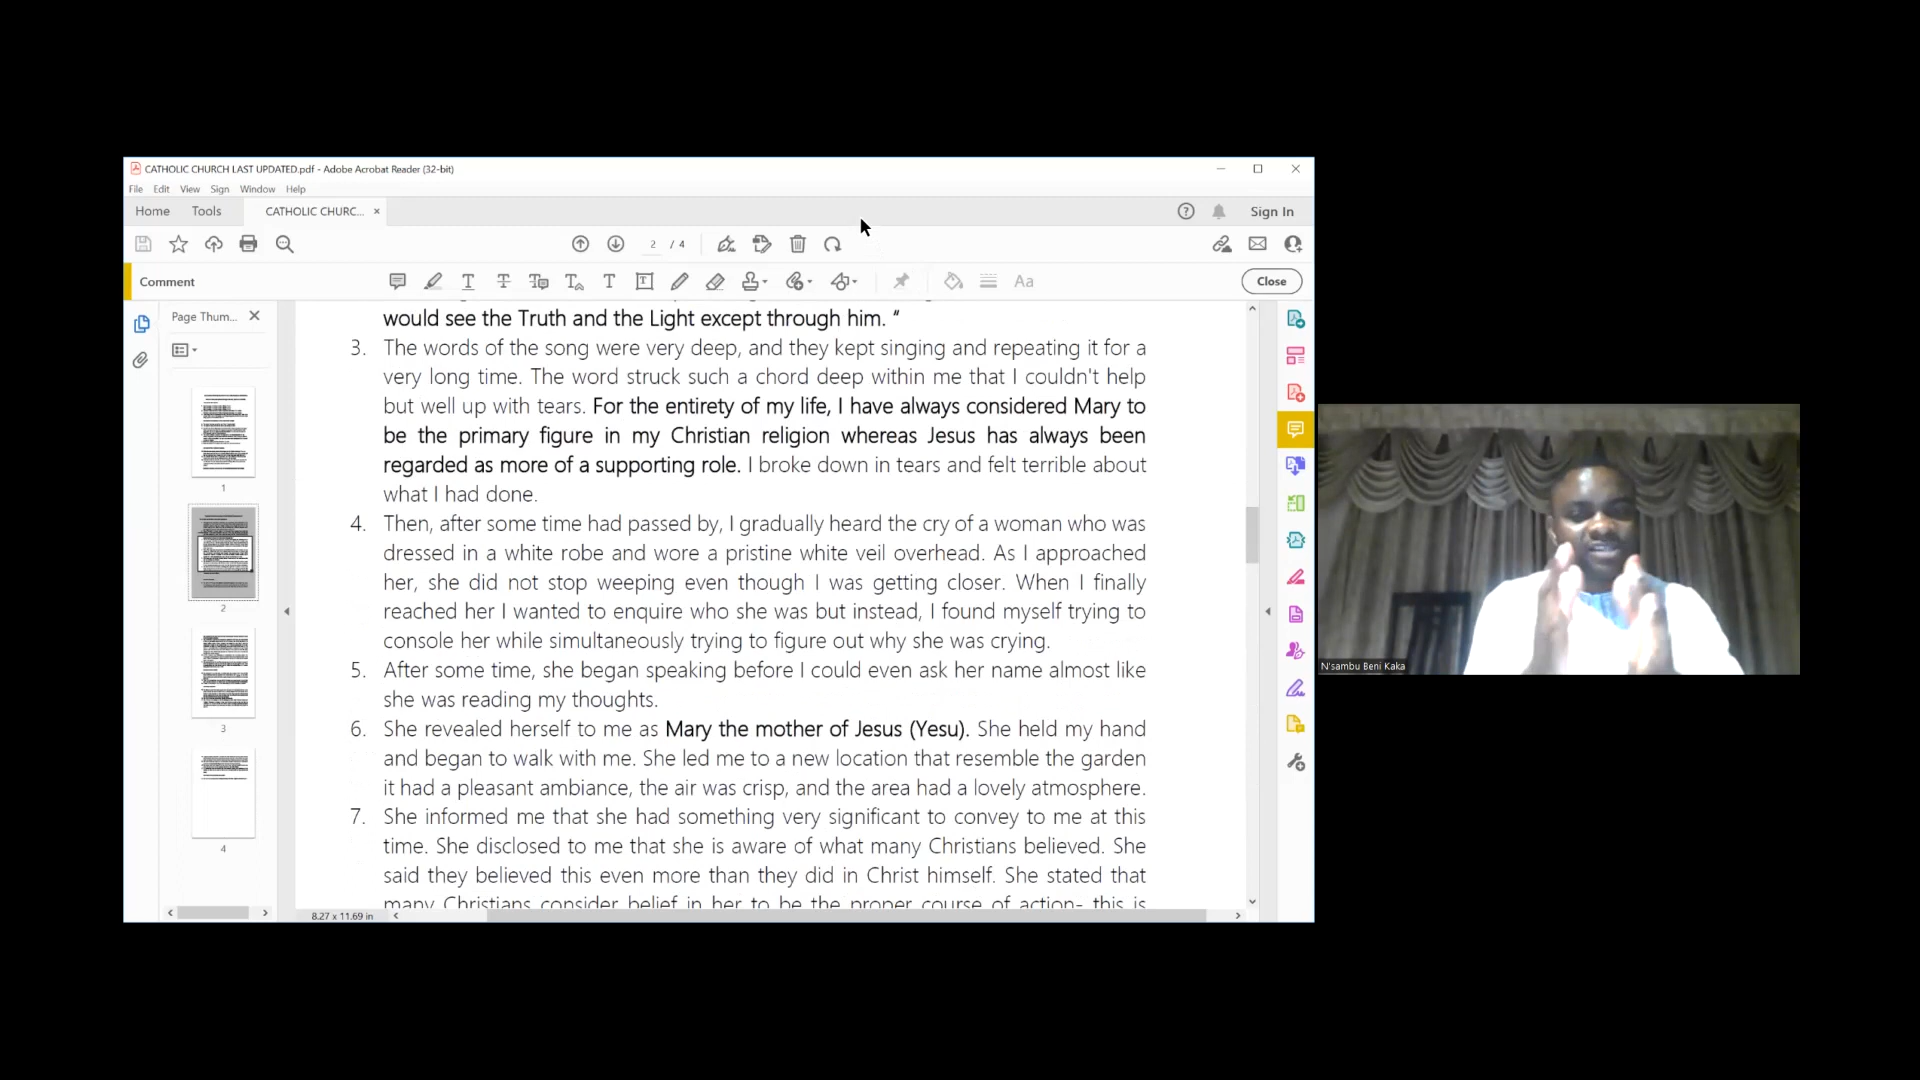 CATHOLIC CHURCH LAST UPDATED.pdf - Adobe Acrobat Reader (32-bit)
File Edit View Sign Window Help
Home Tools CATHOLIC CHURC... ×
Sign In
2 / 4
Comment
Close
Page Thum...
would see the Truth and the Light except through him. “
3. The words of the song were very deep, and they kept singing and repeating it for a
very long time. The word struck such a chord deep within me that I couldn't help
but well up with tears. For the entirety of my life, I have always considered Mary to
be the primary figure in my Christian religion whereas Jesus has always been
regarded as more of a supporting role. I broke down in tears and felt terrible about
what I had done.
4. Then, after some time had passed by, I gradually heard the cry of a woman who was
dressed in a white robe and wore a pristine white veil overhead. As I approached
her, she did not stop weeping even though I was getting closer. When I finally
reached her I wanted to enquire who she was but instead, I found myself trying to
console her while simultaneously trying to figure out why she was crying.
5. After some time, she began speaking before I could even ask her name almost like
she was reading my thoughts.
6. She revealed herself to me as Mary the mother of Jesus (Yesu). She held my hand
and began to walk with me. She led me to a new location that resemble the garden
it had a pleasant ambiance, the air was crisp, and the area had a lovely atmosphere.
7. She informed me that she had something very significant to convey to me at this
time. She disclosed to me that she is aware of what many Christians believed. She
said they believed this even more than they did in Christ himself. She stated that
many Christians consider belief in her to be the proper course of action- this is
1
2
3
4
8.27 x 11.69 in
N'sambu Beni Kaka